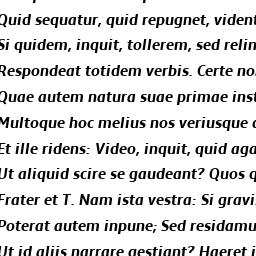 Quid sequatur, quid repugnet, vident
Si quidem, inquit, tollerem, sed relin
Respondeat totidem verbis. Certe no
Quae autem natura suae primae inst
Multoque hoc melius nos veriusque
Et ille ridens: Video, inquit, quid aga
Ut aliquid scire se gaudeant? Quos
Frater et T. Nam ista vestra: Si gravi
Poterat autem inpune; Sed residamu
Ut id aliis narrare gestiant? Haeret i